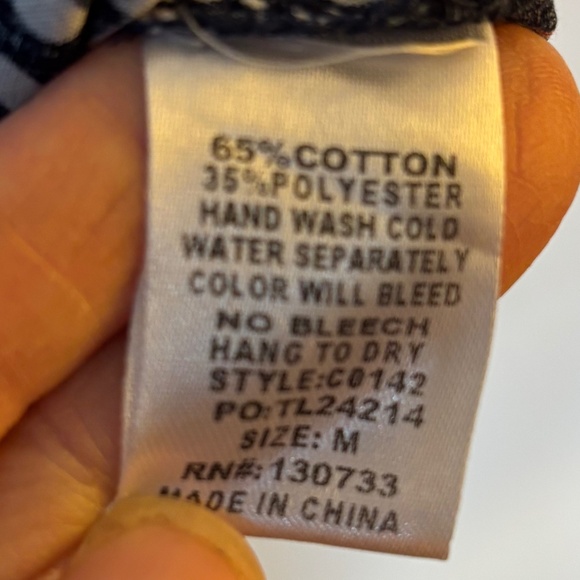 65%COTTON
35%POLYESTER
HAND WASH COLD
WATER SEPARATELY
COLOR WILL BLEED
NO BLEECH
HANG TO DRY
STYLE:C0142
PO:TL24214
SIZE: M
RN#:130733
MADE IN CHINA